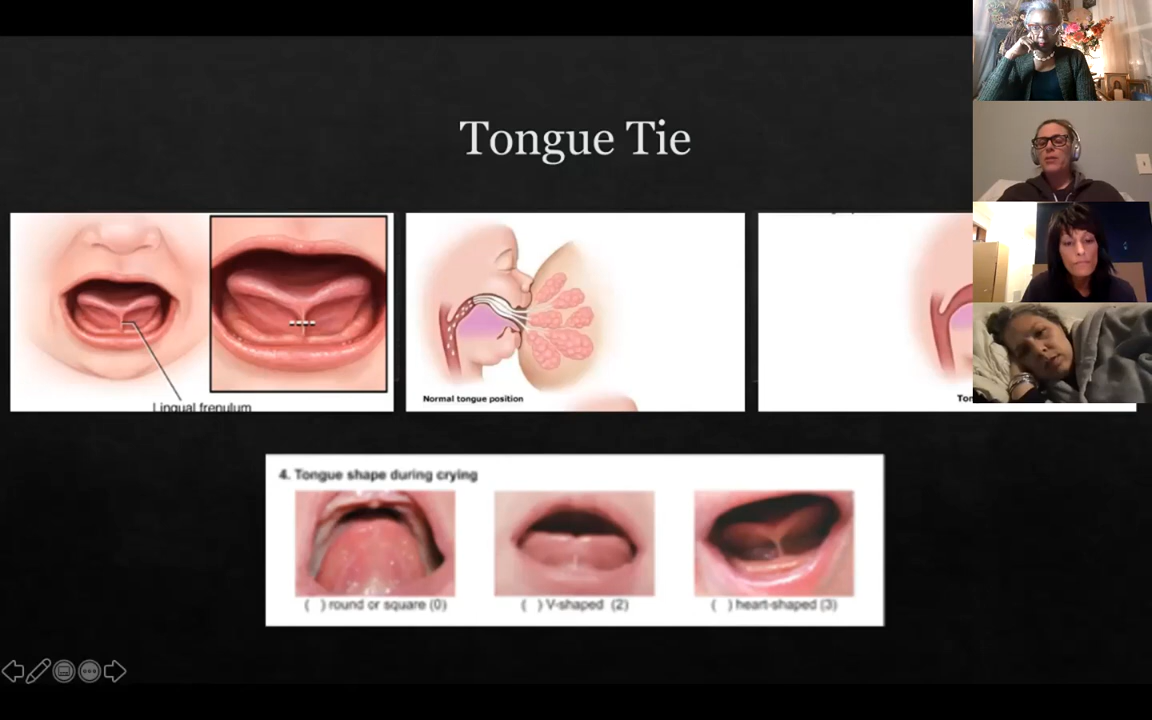 Tongue Tie
Lingual frenulum
Normal tongue position
4. Tongue shape during crying
( ) round or square (0)
( ) V-shaped (2)
( ) heart-shaped (3)